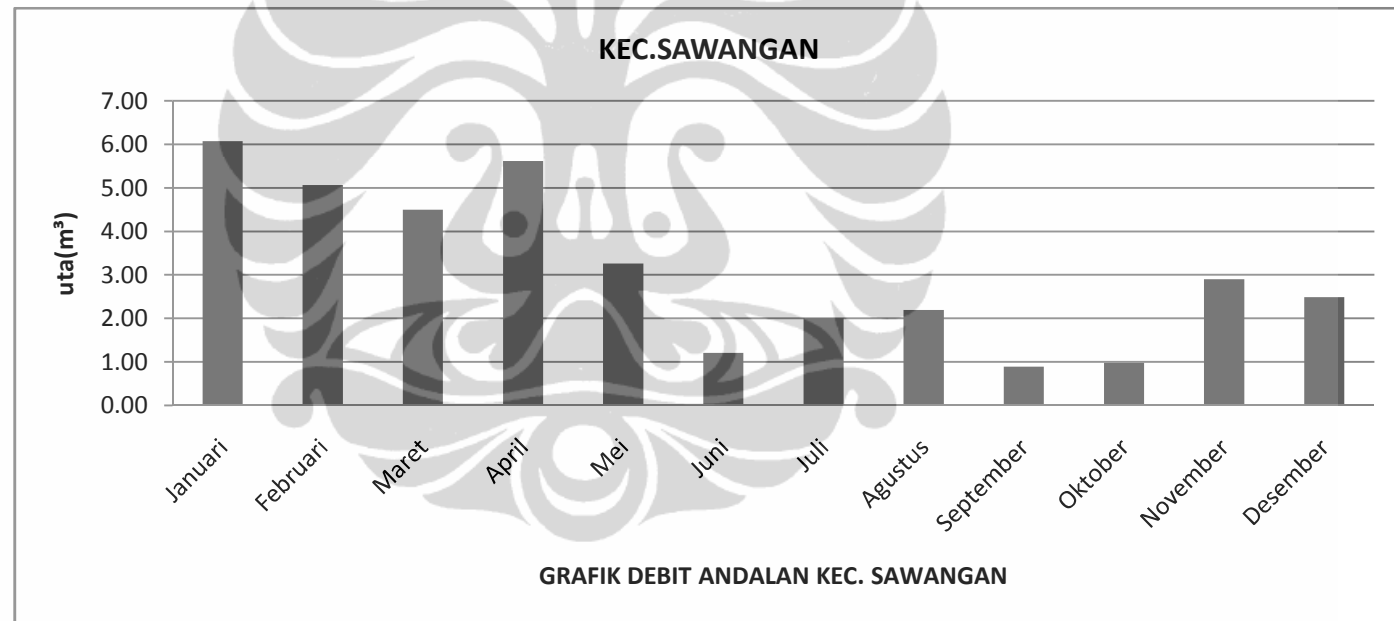 KEC.SAWANGAN
7.00
6.00
5.00
4.00
3.00
2.00
1.00
0.00
uta(m³)
Januari
Februari
Maret
April
Mei
Juni
Juli
Agustus
September
Oktober
November
Desember
GRAFIK DEBIT ANDALAN KEC. SAWANGAN